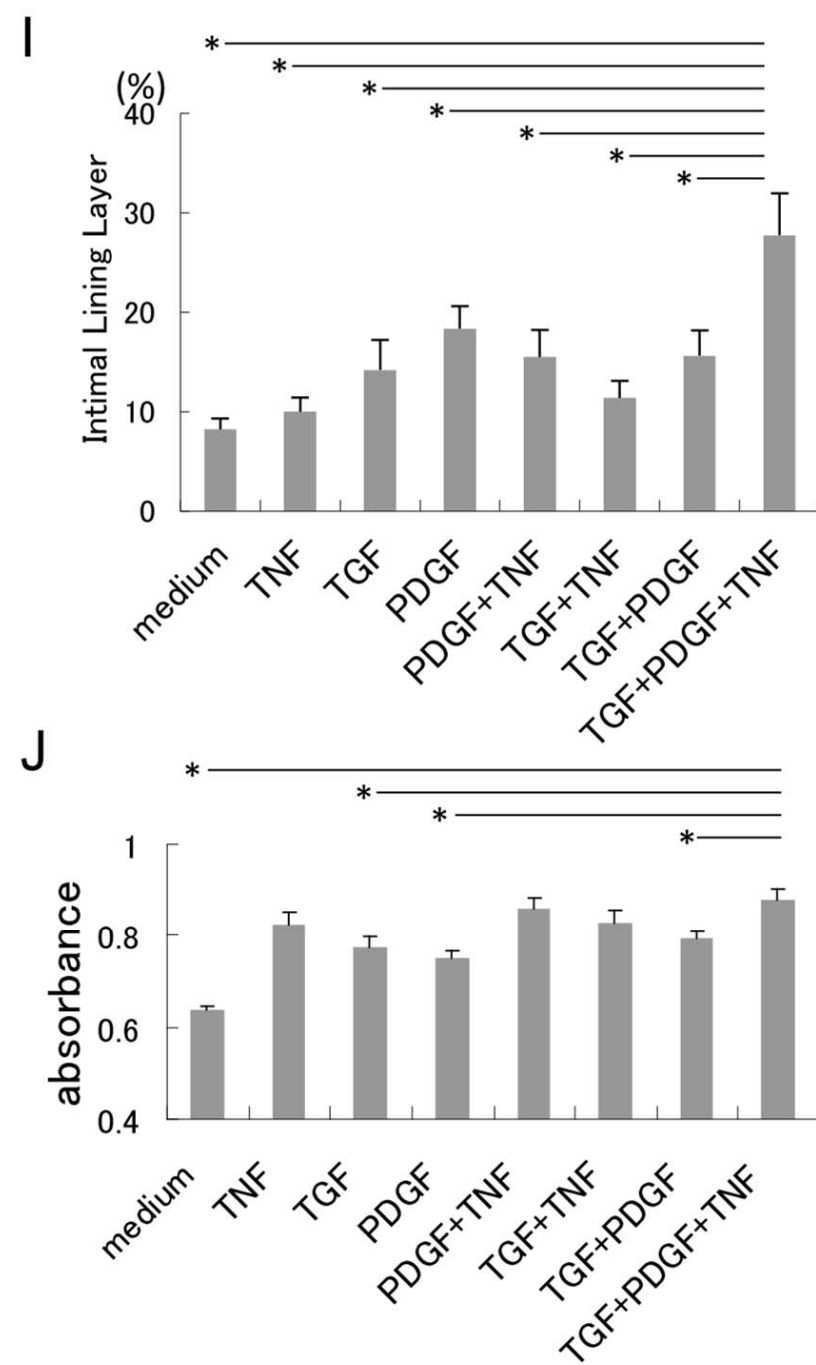 I
*
*
*
*
*
*
*
(%)
40
30
20
10
0
Intimal Lining Layer
medium
TNF
TGF
PDGF
PDGF+TNF
TGF+TNF
TGF+PDGF
TGF+PDGF+TNF
J
*
*
*
*
1
0.8
0.6
0.4
absorbance
medium
TNF
TGF
PDGF
PDGF+TNF
TGF+TNF
TGF+PDGF
TGF+PDGF+TNF